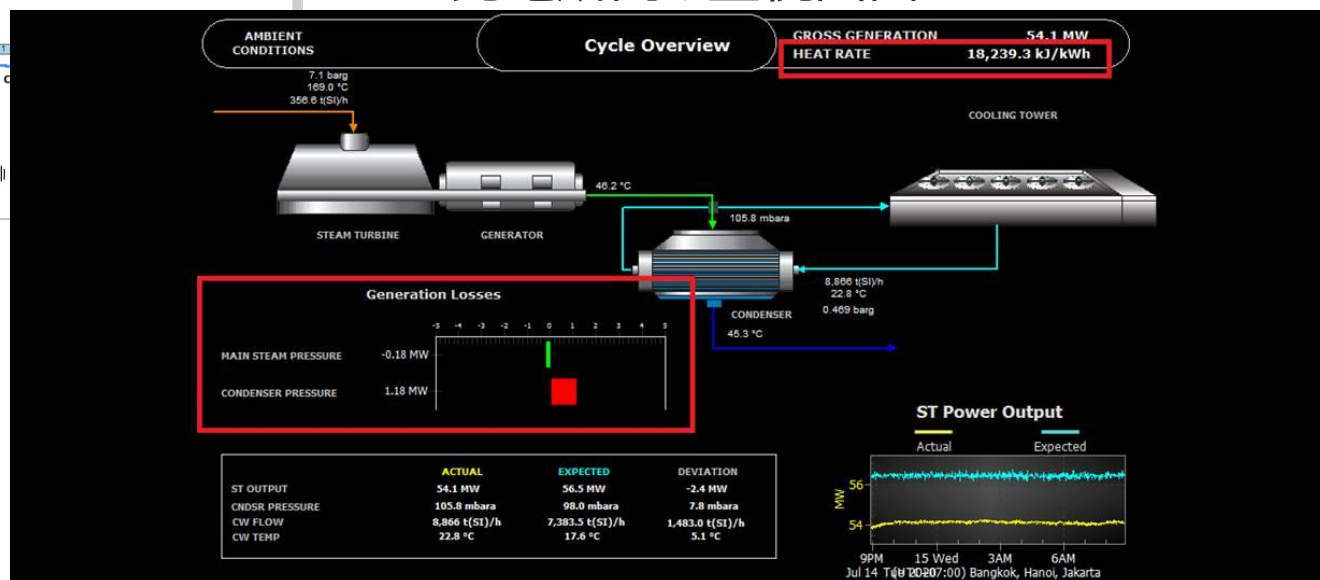 AMBIENT
CONDITIONS
Cycle Overview
GROSS GENERATION 54.1 MW
HEAT RATE 18,239.3 kJ/kWh
7.1 barg
169.0 °C
356.6 t(SI)/h
COOLING TOWER
46.2 °C
105.8 mbara
STEAM TURBINE
GENERATOR
8,866 t(SI)/h
22.8 °C
0.469 barg
CONDENSER
45.3 °C
Generation Losses
-5 -4 -3 -2 -1 0 1 2 3 4 5
MAIN STEAM PRESSURE -0.18 MW
CONDENSER PRESSURE 1.18 MW
ACTUAL EXPECTED DEVIATION
ST OUTPUT 54.1 MW 56.5 MW -2.4 MW
CNDSR PRESSURE 105.8 mbara 98.0 mbara 7.8 mbara
CW FLOW 8,866 t(SI)/h 7,383.5 t(SI)/h 1,483.0 t(SI)/h
CW TEMP 22.8 °C 17.6 °C 5.1 °C
ST Power Output
Actual Expected
MW
56
54
9PM 15 Wed 3AM 6AM
Jul 14 Bangkok, Hanoi, Jakarta